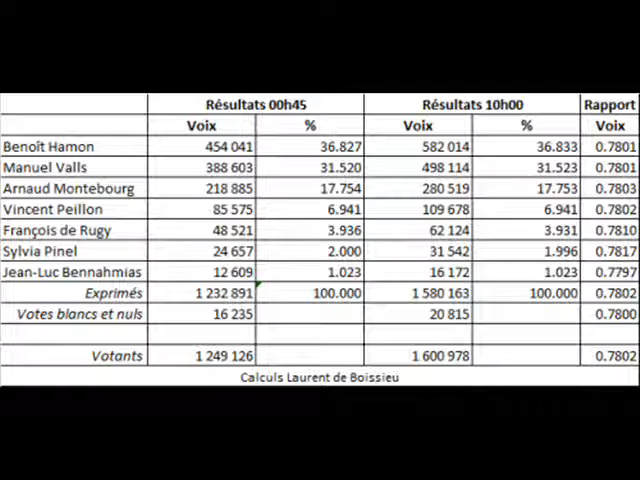 Résultats 00h45 Résultats 10h00 Rapport
Voix % Voix % Voix
Benoît Hamon 454 041 36.827 582 014 36.833 0.7801
Manuel Valls 388 603 31.520 498 114 31.523 0.7801
Arnaud Montebourg 218 885 17.754 280 519 17.753 0.7803
Vincent Peillon 85 575 6.941 109 678 6.941 0.7802
François de Rugy 48 521 3.936 62 124 3.931 0.7810
Sylvia Pinel 24 657 2.000 31 542 1.996 0.7817
Jean-Luc Bennahmias 12 609 1.023 16 172 1.023 0.7797
Exprimés 1 232 891 100.000 1 580 163 100.000 0.7802
Votes blancs et nuls 16 235 20 815 0.7800
Votants 1 249 126 1 600 978 0.7802
Calculs Laurent de Boissieu